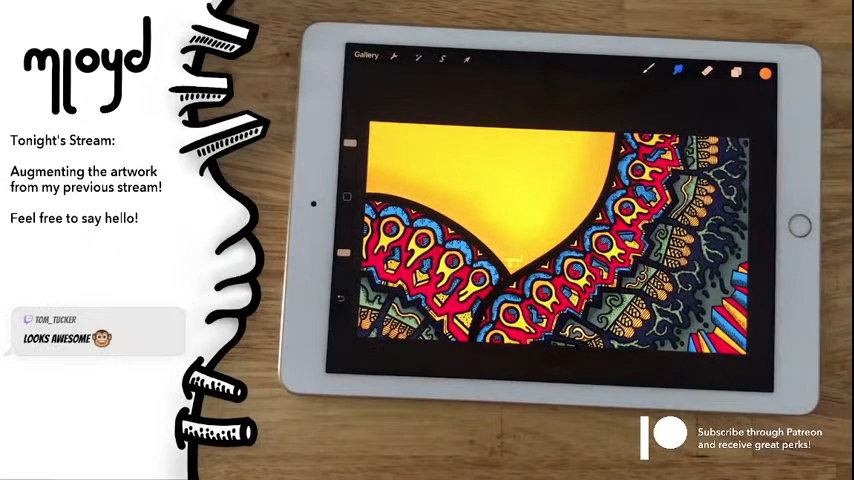 mlloyd
Tonight's Stream:
Augmenting the artwork
from my previous stream!
Feel free to say hello!
TOM_TUCKER
LOOKS AWESOME
Gallery
Subscribe through Patreon
and receive great perks!